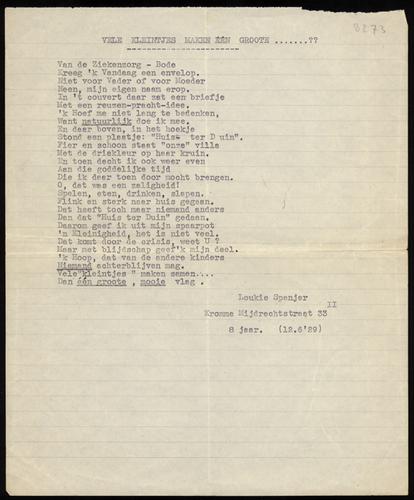 8273
VELE KLEINTJES MAKEN ÉÉN GROOTE .......??
Van de Ziekenzorg - Bode
Kreeg 'k Vandaag een envelop.
Niet voor Vader of voor Moeder
Neen, mijn eigen naam erop.
In 't couvert daar zat een briefje
Met een reuzen-pracht-idee.
'k Hoef me niet lang te bedenken,
Want natuurlijk doe ik mee.
En daar boven, in het hoekje
Stond een plaatje: "Huis ter Duin".
Fier en schoon staat "onze" villa
Met de driekleur op haar kruin.
En toen dacht ik ook weer even
Aan die goddelijke tijd
Die ik daar toen door mocht brengen.
O, dat was een zaligheid!
Spelen, eten, drinken, slapen.
Flink en sterk naar huis gegaan.
Dat heeft toch maar niemand anders
Dan dat "Huis ter Duin" gedaan.
Daarom geef ik uit mijn spaarpot
'n Kleinigheid, het is niet veel.
Dat komt door de crisis, weet U ?
Maar met blijdschap geef'k mijn deel.
'k Hoop, dat van de andere kinders
Niemand achterblijven mag.
Vele"kleintjes " maken samen....
Dan één groote , mooie vlag .
Loukie Spanjer
II
Kromme Mijdrechtstraat 33
8 jaar. (12.6'29)